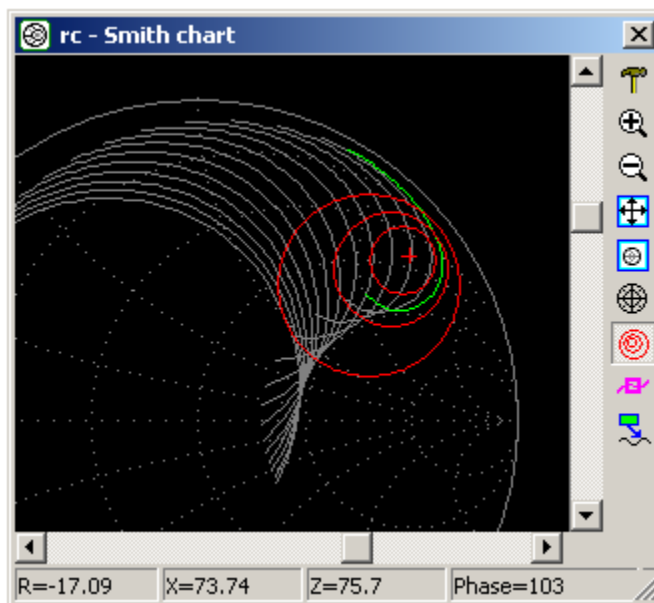 rc - Smith chart
R=-17.09 X=73.74 Z=75.7 Phase=103